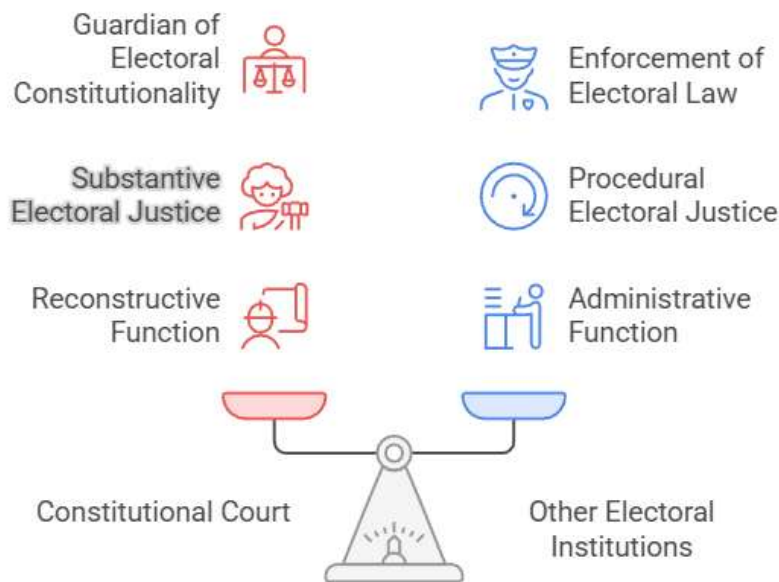 Guardian of
Electoral
Constitutionality
Enforcement of
Electoral Law
Substantive
Electoral Justice
Procedural
Electoral Justice
Reconstructive
Function
Administrative
Function
Constitutional Court
Other Electoral
Institutions